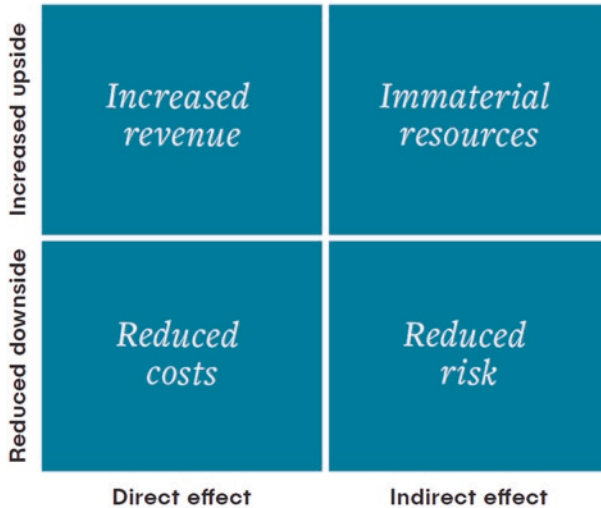 Increased upside
Increased
revenue
Immaterial
resources
Reduced downside
Reduced
costs
Reduced
risk
Direct effect
Indirect effect